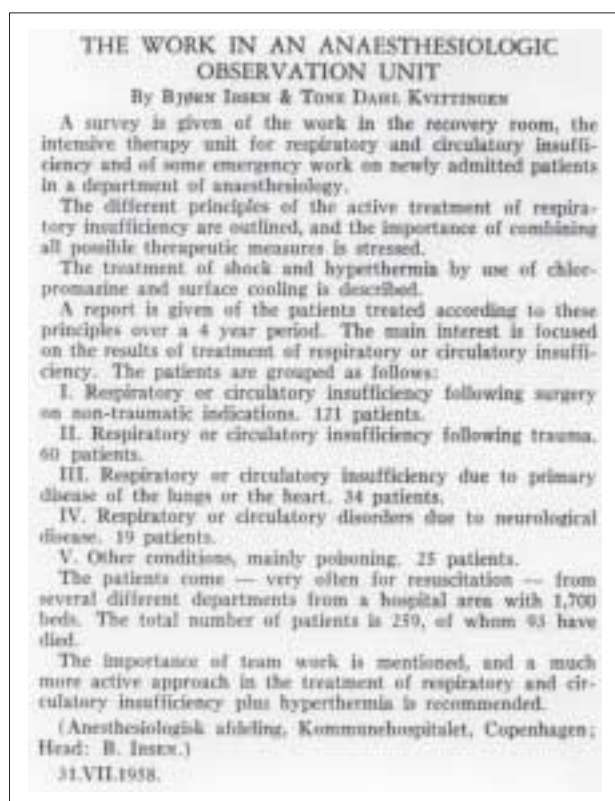 THE WORK IN AN ANAESTHESIOLOGIC
OBSERVATION UNIT
By BJØRN IBSEN & TONE DAHL KVITTINGEN
A survey is given of the work in the recovery room, the
intensive therapy unit for respiratory and circulatory insuffi-
ciency and of some emergency work on newly admitted patients
in a department of anaesthesiology.
The different principles of the active treatment of respira-
tory insufficiency are outlined, and the importance of combining
all possible therapeutic measures is stressed.
The treatment of shock and hyperthermia by use of chlor-
promazine and surface cooling is described.
A report is given of the patients treated according to these
principles over a 4 year period. The main interest is focused
on the results of treatment of respiratory or circulatory insuffi-
ciency. The patients are grouped as follows:
I. Respiratory or circulatory insufficiency following surgery
on non-traumatic indications. 121 patients.
II. Respiratory or circulatory insufficiency following trauma.
60 patients.
III. Respiratory or circulatory insufficiency due to primary
disease of the lungs or the heart. 34 patients.
IV. Respiratory or circulatory disorders due to neurological
disease. 19 patients.
V. Other conditions, mainly poisoning. 25 patients.
The patients come — very often for resuscitation — from
several different departments from a hospital area with 1,700
beds. The total number of patients is 259, of whom 93 have
died.
The importance of team work is mentioned, and a much
more active approach in the treatment of respiratory and cir-
culatory insufficiency plus hyperthermia is recommended.
(Anesthesiologisk afdeling, Kommunehospitalet, Copenhagen;
Head: B. IBSEN.)
31.VII.1958.